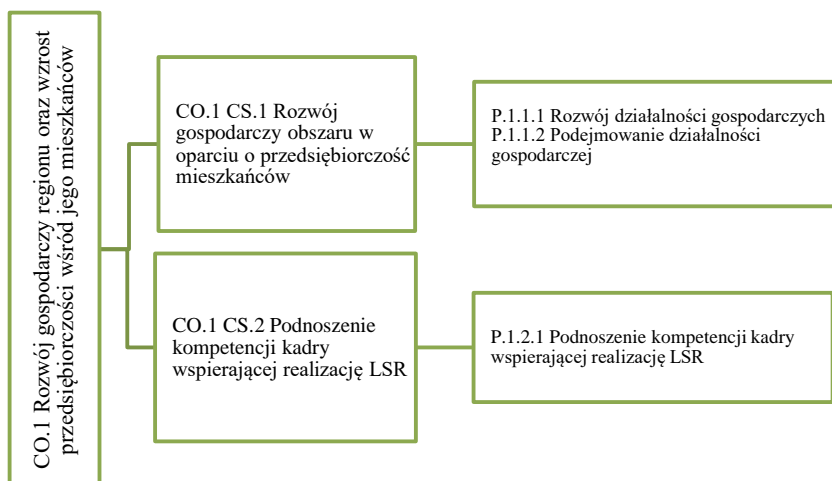 CO.1 Rozwój gospodarczy regionu oraz wzrost
przedsiębiorczości wśród jego mieszkańców
CO.1 CS.1 Rozwój
gospodarczy obszaru w
oparciu o przedsiębiorczość
mieszkańców
P.1.1.1 Rozwój działalności gospodarczych
P.1.1.2 Podejmowanie działalności
gospodarczej
CO.1 CS.2 Podnoszenie
kompetencji kadry
wspierającej realizację LSR
P.1.2.1 Podnoszenie kompetencji kadry
wspierającej realizację LSR